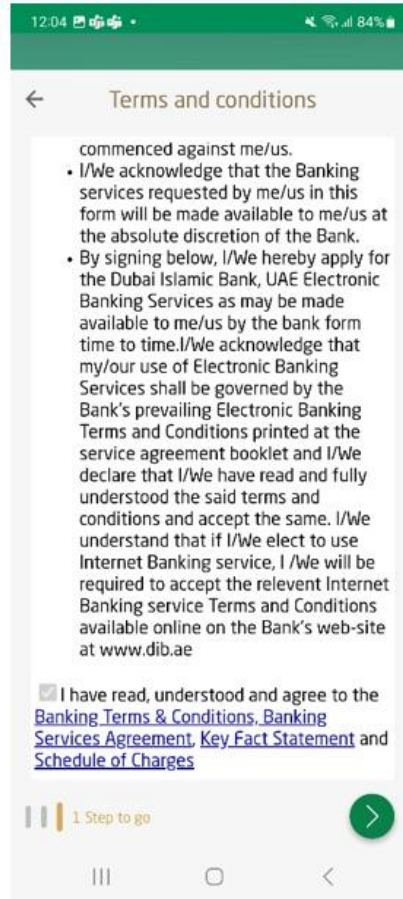 12:04
84%
Terms and conditions
commenced against me/us.
• I/We acknowledge that the Banking
services requested by me/us in this
form will be made available to me/us at
the absolute discretion of the Bank.
• By signing below, I/We hereby apply for
the Dubai Islamic Bank, UAE Electronic
Banking Services as may be made
available to me/us by the bank form
time to time.I/We acknowledge that
my/our use of Electronic Banking
Services shall be governed by the
Bank's prevailing Electronic Banking
Terms and Conditions printed at the
service agreement booklet and I/We
declare that I/We have read and fully
understood the said terms and
conditions and accept the same. I/We
understand that if I/We elect to use
Internet Banking service, I /We will be
required to accept the relevent Internet
Banking service Terms and Conditions
available online on the Bank's web-site
at www.dib.ae
I have read, understood and agree to the
Banking Terms & Conditions, Banking
Services Agreement, Key Fact Statement and
Schedule of Charges
1 Step to go